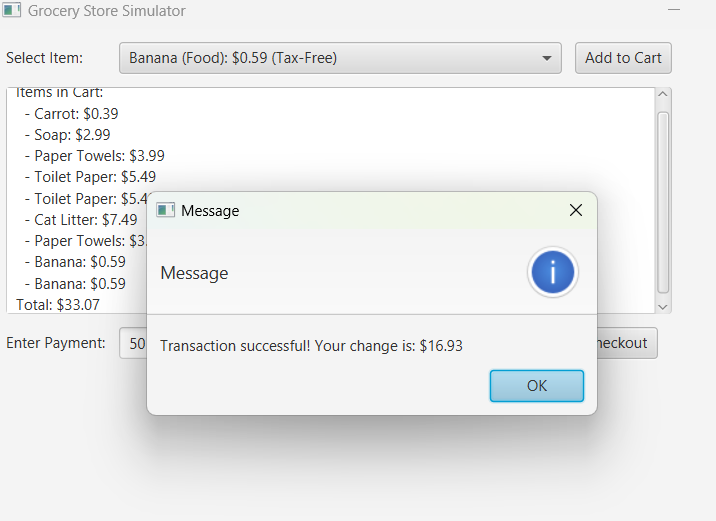 Grocery Store Simulator
Select Item: Banana (Food): $0.59 (Tax-Free) Add to Cart
Items in Cart:
- Carrot: $0.39
- Soap: $2.99
- Paper Towels: $3.99
- Toilet Paper: $5.49
- Toilet Paper: $5.4
- Cat Litter: $7.49
- Paper Towels: $3.
- Banana: $0.59
- Banana: $0.59
Total: $33.07
Enter Payment: 50 heckout
Message
Message
Transaction successful! Your change is: $16.93
OK